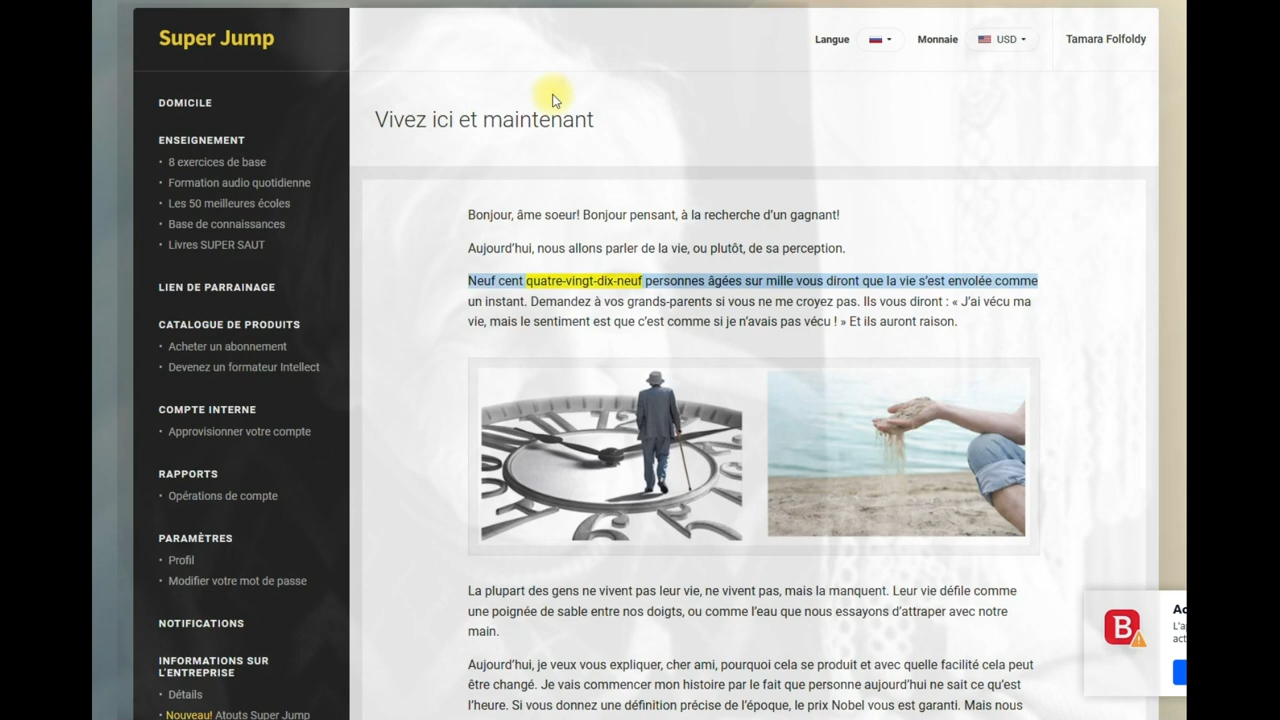 Super Jump
Langue
Monnaie
USD
Tamara Folfoldy
DOMICILE
ENSEIGNEMENT
• 8 exercices de base
• Formation audio quotidienne
• Les 50 meilleures écoles
• Base de connaissances
• Livres SUPER SAUT
LIEN DE PARRAINAGE
CATALOGUE DE PRODUITS
• Acheter un abonnement
• Devenez un formateur Intellect
COMPTE INTERNE
• Approvisionner votre compte
RAPPORTS
• Opérations de compte
PARAMÈTRES
• Profil
• Modifier votre mot de passe
NOTIFICATIONS
INFORMATIONS SUR
L'ENTREPRISE
• Détails
• Nouveau! Atouts Super Jump
Vivez ici et maintenant
Bonjour, âme soeur! Bonjour pensant, à la recherche d'un gagnant!
Aujourd'hui, nous allons parler de la vie, ou plutôt, de sa perception.
Neuf cent quatre-vingt-dix-neuf personnes âgées sur mille vous diront que la vie s'est envolée comme
un instant. Demandez à vos grands-parents si vous ne me croyez pas. Ils vous diront : « J'ai vécu ma
vie, mais le sentiment est que c'est comme si je n'avais pas vécu ! » Et ils auront raison.
La plupart des gens ne vivent pas leur vie, ne vivent pas, mais la manquent. Leur vie défile comme
une poignée de sable entre nos doigts, ou comme l'eau que nous essayons d'attraper avec notre
main.
Aujourd'hui, je veux vous expliquer, cher ami, pourquoi cela se produit et avec quelle facilité cela peut
être changé. Je vais commencer mon histoire par le fait que personne aujourd'hui ne sait ce qu'est
l'heure. Si vous donnez une définition précise de l'époque, le prix Nobel vous est garanti. Mais nous
B